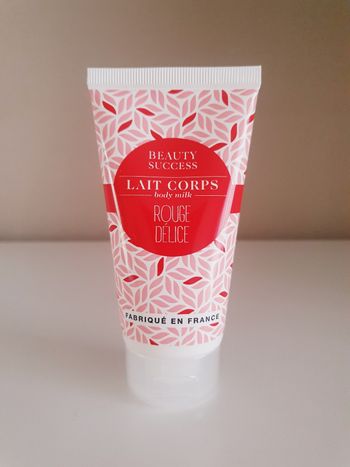 BEAUTY
SUCCESS
LAIT CORPS
body milk
ROUGE
DÉLICE
FABRIQUÉ EN FRANCE